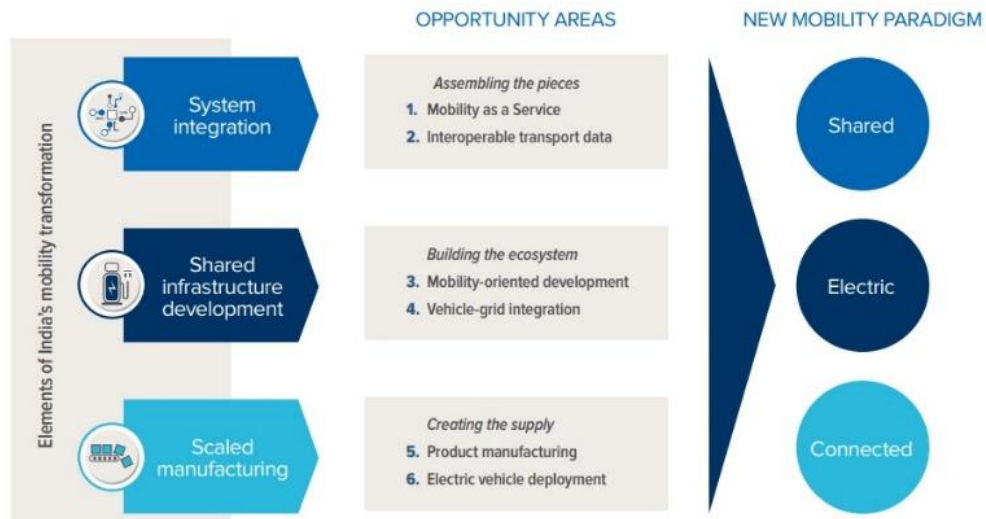 OPPORTUNITY AREAS
NEW MOBILITY PARADIGM
Elements of India's mobility transformation
System
integration
Assembling the pieces
1. Mobility as a Service
2. Interoperable transport data
Shared
Shared
infrastructure
development
Building the ecosystem
3. Mobility-oriented development
4. Vehicle-grid integration
Electric
Scaled
manufacturing
Creating the supply
5. Product manufacturing
6. Electric vehicle deployment
Connected